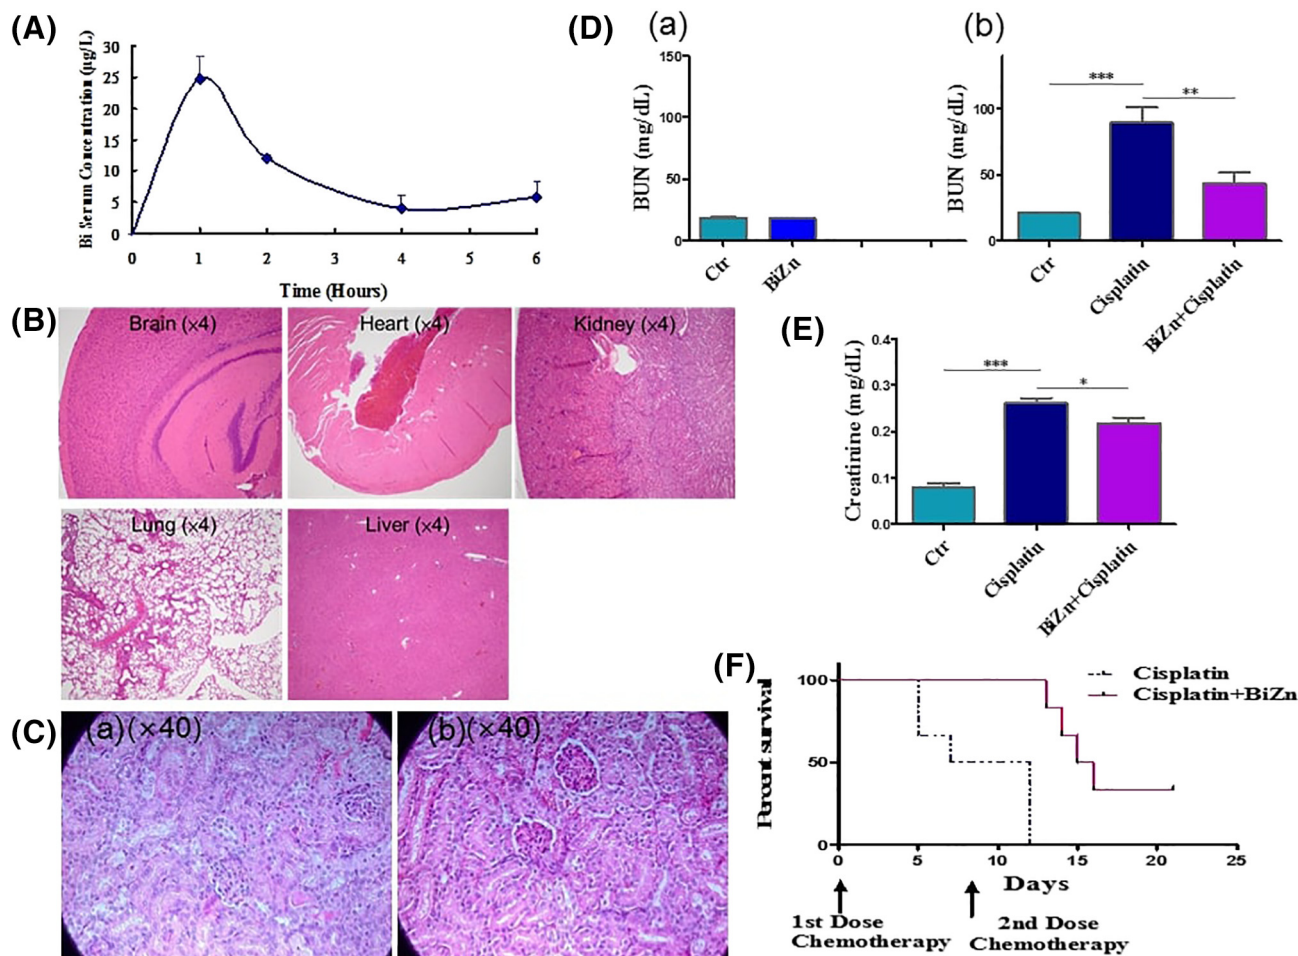 (A)
Bi Serum Concentration (µg/L)
30
25
20
15
10
5
0
0 1 2 3 4 5 6
Time (Hours)
(B)
Brain (×4)
Heart (×4)
Kidney (×4)
Lung (×4)
Liver (×4)
(C)
(a)(×40)
(b)(×40)
(D)
(a)
BUN (mg/dL)
150
100
50
0
Ctr
BiZn
(b)
BUN (mg/dL)
100
50
0
***
**
Ctr
Cisplatin
BiZn+Cisplatin
(E)
Creatinine (mg/dL)
0.4
0.3
0.2
0.1
0.0
***
*
Ctr
Cisplatin
BiZn+Cisplatin
(F)
Percent survival
100
50
0
Cisplatin
Cisplatin+BiZn
0 5 10 15 20 25
Days
1st Dose
Chemotherapy
2nd Dose
Chemotherapy